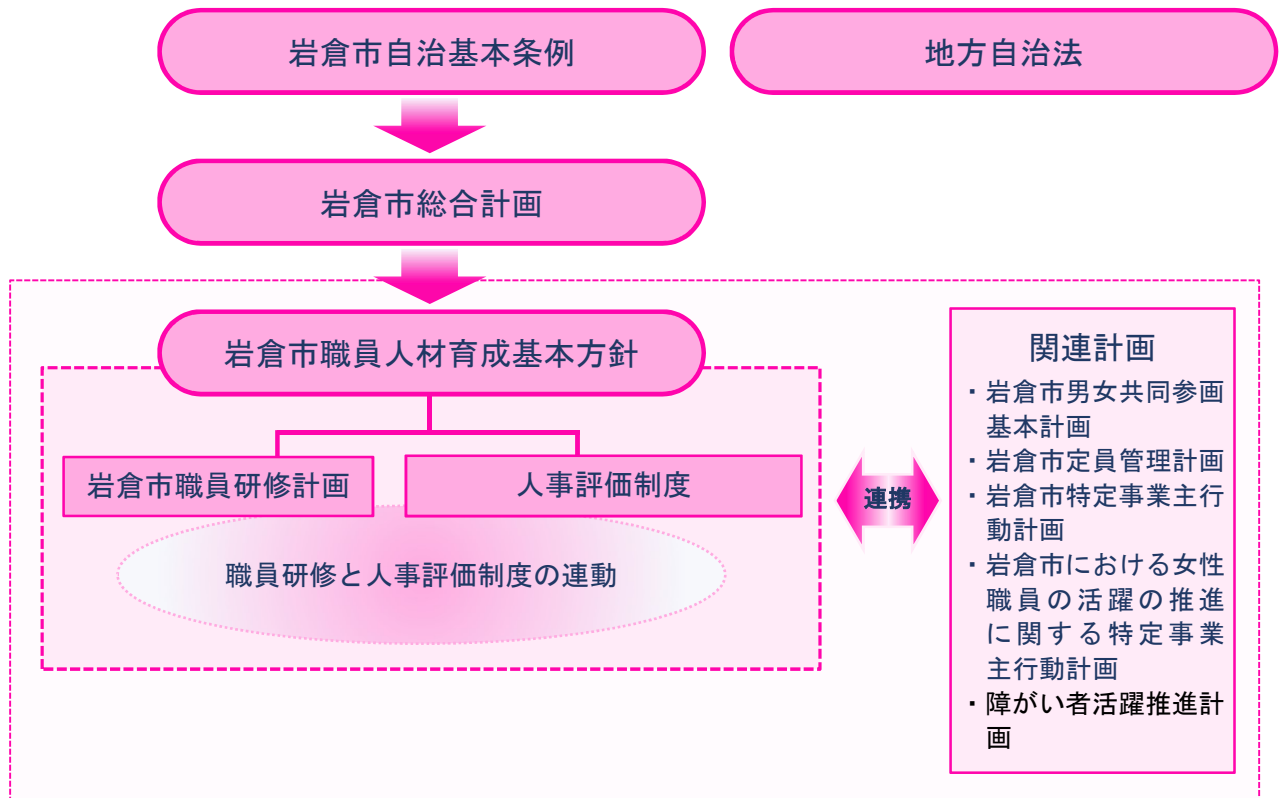 岩倉市自治基本条例
地方自治法
岩倉市総合計画
岩倉市職員人材育成基本方針
岩倉市職員研修計画
人事評価制度
職員研修と人事評価制度の連動
連携
関連計画
・岩倉市男女共同参画
基本計画
・岩倉市定員管理計画
・岩倉市特定事業主行
動計画
・岩倉市における女性
職員の活躍の推進
に関する特定事業
主行動計画
・障がい者活躍推進計
画